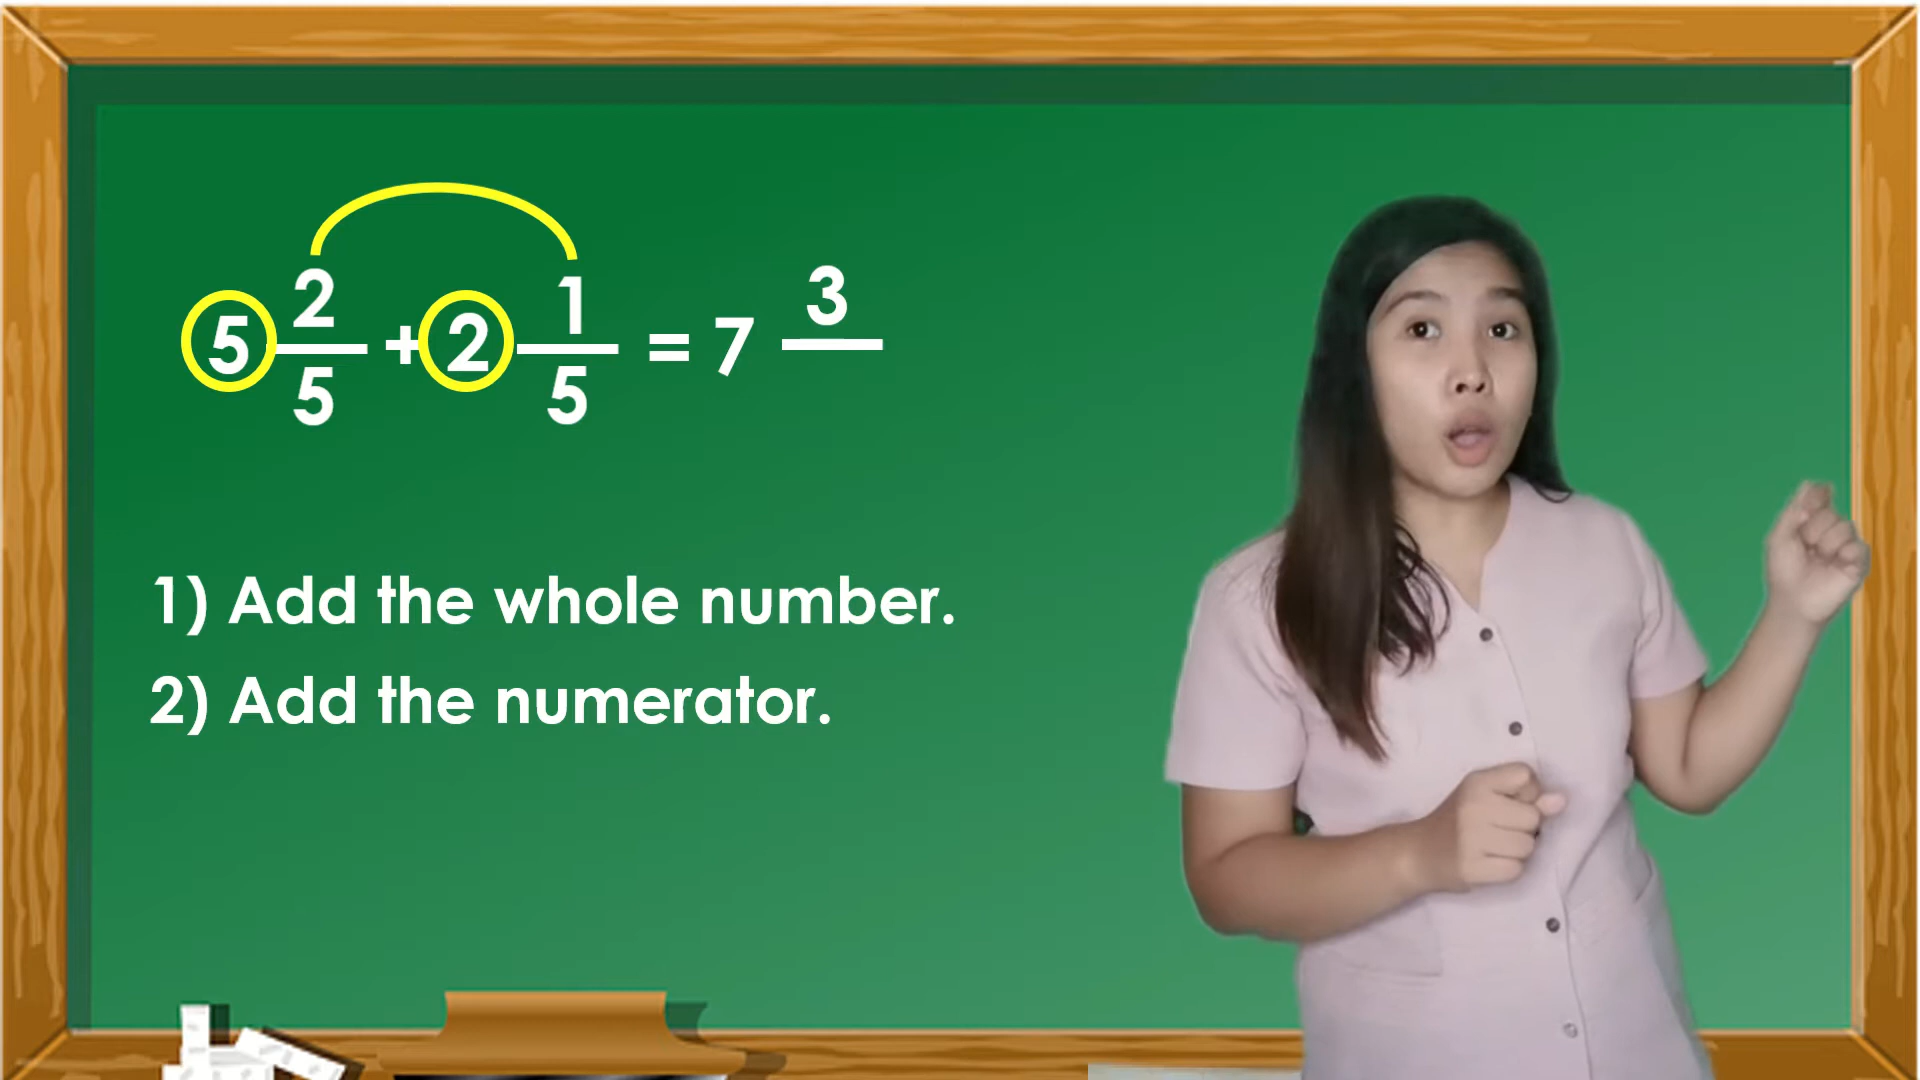 5 2/5 + 2 1/5 = 7 3/
1) Add the whole number.
2) Add the numerator.